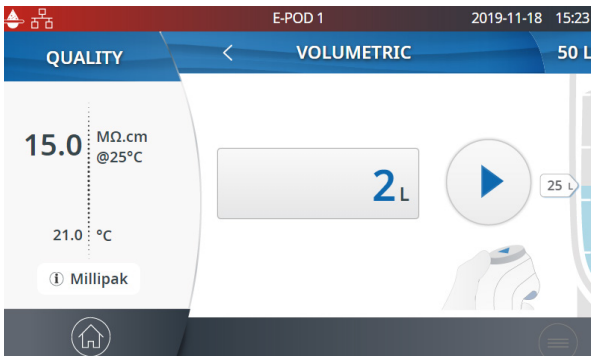 E-POD 1
2019-11-18 15:23
QUALITY
VOLUMETRIC
50 L
15.0 MΩ.cm
@25°C
2 L
25 L
21.0 °C
i Millipak